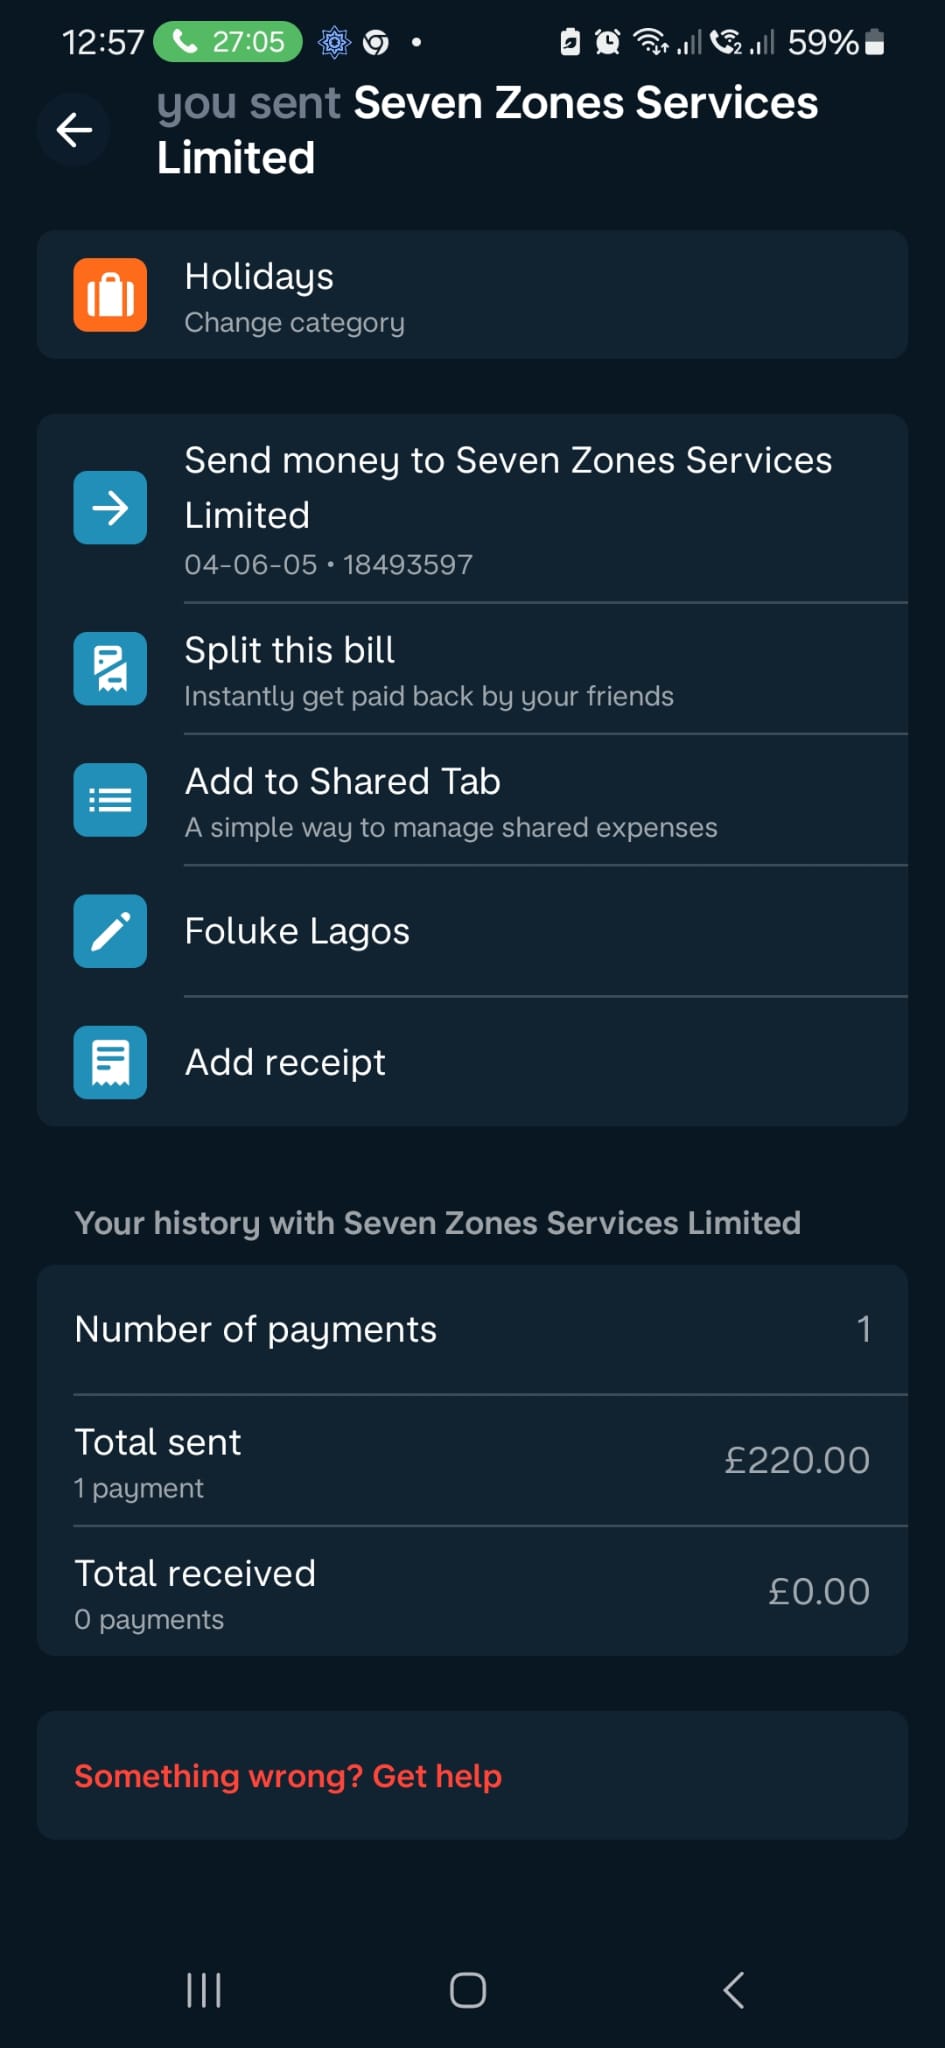 12:57 27:05 59%
you sent Seven Zones Services
Limited
Holidays
Change category
Send money to Seven Zones Services
Limited
04-06-05 • 18493597
Split this bill
Instantly get paid back by your friends
Add to Shared Tab
A simple way to manage shared expenses
Foluke Lagos
Add receipt
Your history with Seven Zones Services Limited
Number of payments 1
Total sent
£220.00
1 payment
Total received
£0.00
0 payments
Something wrong? Get help